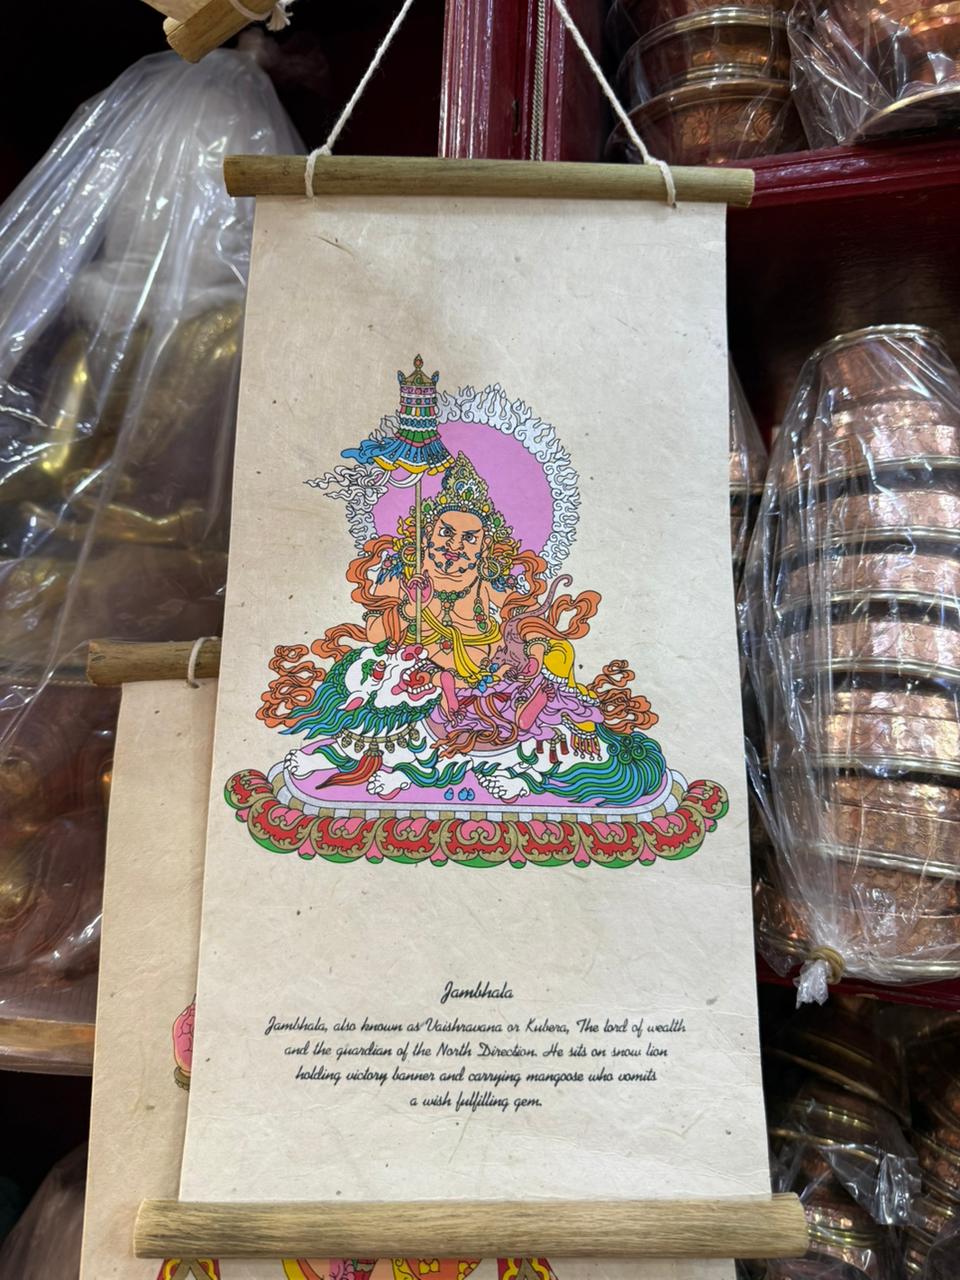 Jambhala
Jambhala, also known as Vaishravana or Kubera, The lord of wealth
and the guardian of the North Direction. He sits on snow lion
holding victory banner and carrying mangoose who vomits
a wish fulfilling gem.